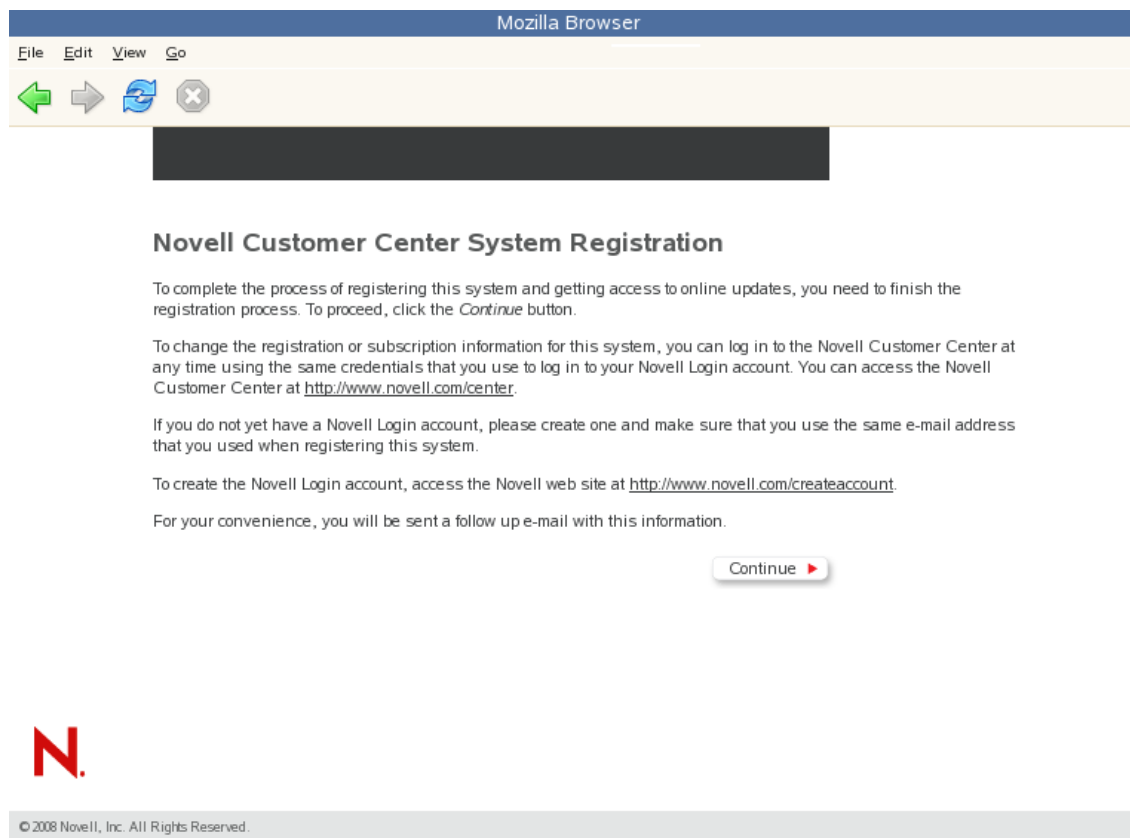 Mozilla Browser
File Edit View Go
Novell Customer Center System Registration
To complete the process of registering this system and getting access to online updates, you need to finish the
registration process. To proceed, click the Continue button.
To change the registration or subscription information for this system, you can log in to the Novell Customer Center at
any time using the same credentials that you use to log in to your Novell Login account. You can access the Novell
Customer Center at http://www.novell.com/center.
If you do not yet have a Novell Login account, please create one and make sure that you use the same e-mail address
that you used when registering this system.
To create the Novell Login account, access the Novell web site at http://www.novell.com/createaccount.
For your convenience, you will be sent a follow up e-mail with this information.
Continue
N.
© 2008 Novell, Inc. All Rights Reserved.